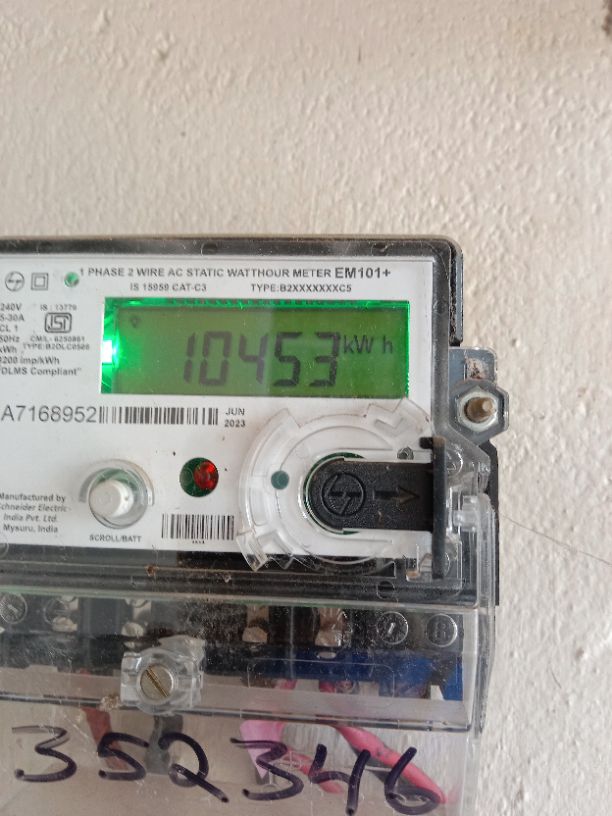 1 PHASE 2 WIRE AC STATIC WATTHOUR METER EM101+
IS 15959 CAT-C3 TYPE:B2XXXXXXXC5
240V IS : 13779
5-30A
CL 1
50Hz
kWh
3200 imp/kWh
"DLMS Compliant"
10453 kWh
A7168952
JUN
2023
Manufactured by
Schneider Electric
India Pvt. Ltd.
Mysuru, India
SCROLL/BATT
352346